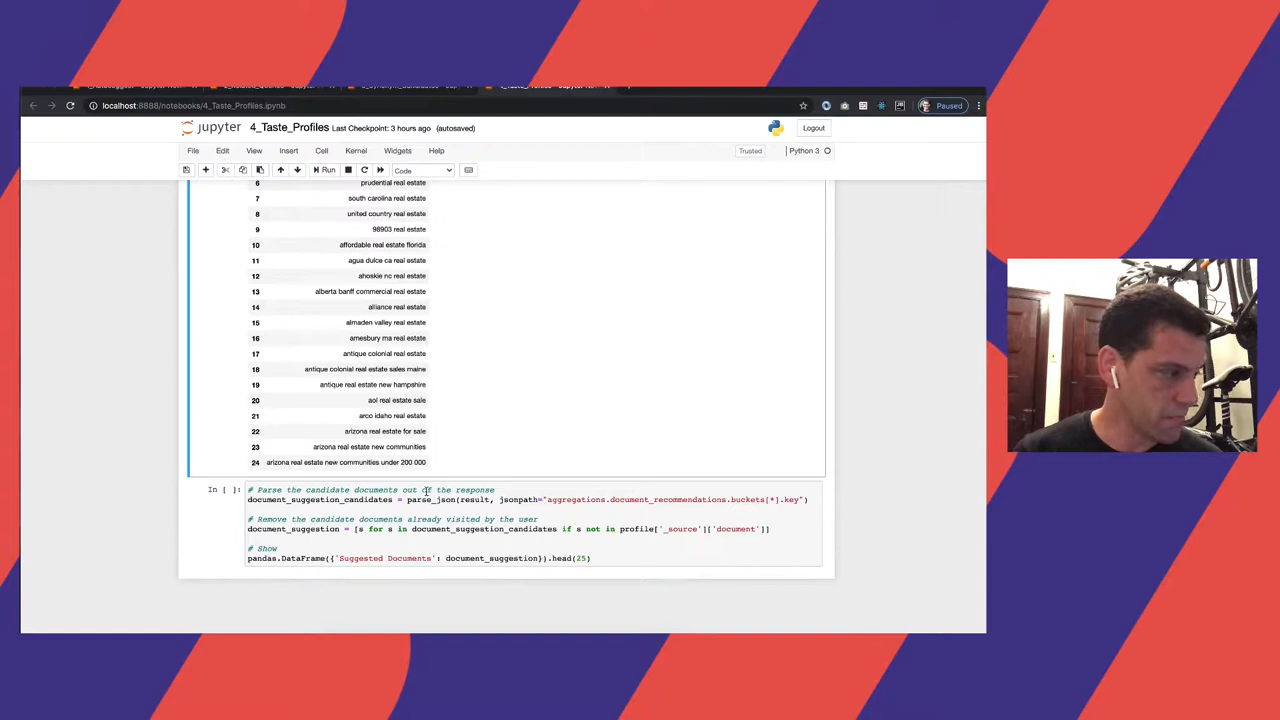 localhost:8888/notebooks/4_Taste_Profiles.ipynb
Paused
jupyter 4_Taste_Profiles Last Checkpoint: 3 hours ago (autosaved)
Logout
File Edit View Insert Cell Kernel Widgets Help
Trusted
Python 3
Run
Code
6 prudential real estate
7 south carolina real estate
8 united country real estate
9 98903 real estate
10 affordable real estate florida
11 agua dulce ca real estate
12 ahoskie nc real estate
13 alberta banff commercial real estate
14 alliance real estate
15 almaden valley real estate
16 amesbury ma real estate
17 antique colonial real estate
18 antique colonial real estate sales maine
19 antique real estate new hampshire
20 aol real estate sale
21 arco idaho real estate
22 arizona real estate for sale
23 arizona real estate new communities
24 arizona real estate new communities under 200 000
In [ ]:
# Parse the candidate documents out of the response
document_suggestion_candidates = parse_json(result, jsonpath="aggregations.document_recommendations.buckets[*].key")
# Remove the candidate documents already visited by the user
document_suggestion = [s for s in document_suggestion_candidates if s not in profile['_source']['document']]
# Show
pandas.DataFrame({'Suggested Documents': document_suggestion}).head(25)